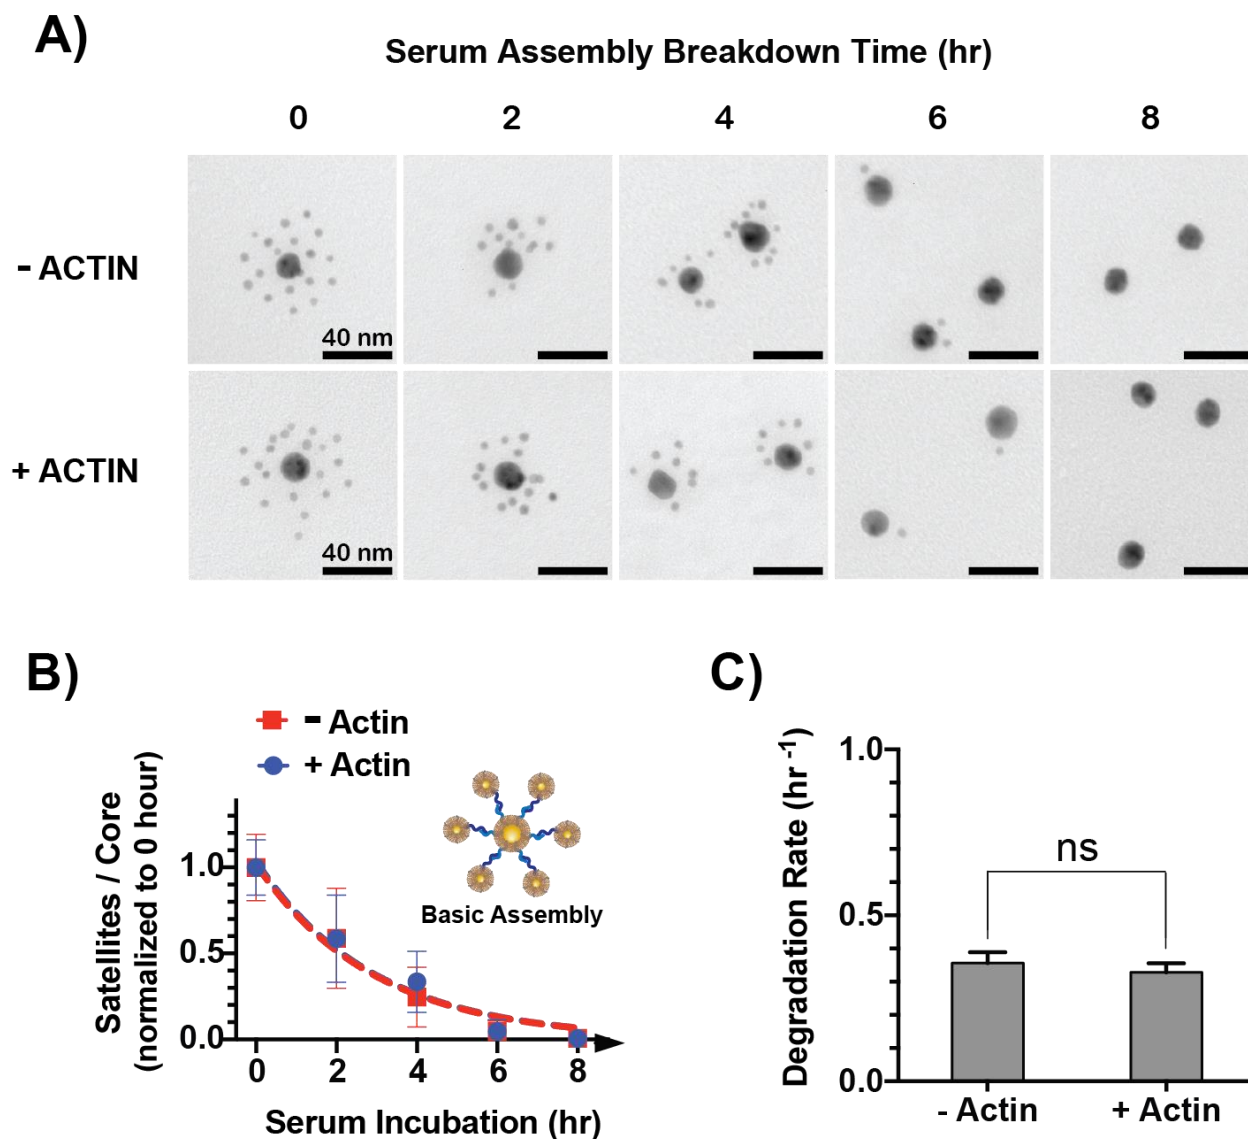 A)
Serum Assembly Breakdown Time (hr)
0 2 4 6 8
- ACTIN
40 nm
+ ACTIN
40 nm
B)
- Actin
+ Actin
Satellites / Core
(normalized to 0 hour)
1.0
0.5
0.0
0 2 4 6 8
Serum Incubation (hr)
Basic Assembly
C)
Degradation Rate (hr -1)
1.0
0.5
0.0
ns
- Actin + Actin